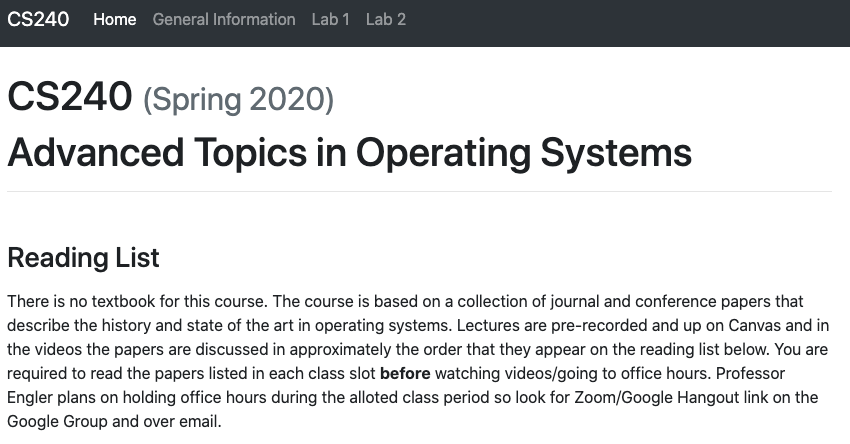 CS240 Home General Information Lab 1 Lab 2
CS240 (Spring 2020)
Advanced Topics in Operating Systems
Reading List
There is no textbook for this course. The course is based on a collection of journal and conference papers that
describe the history and state of the art in operating systems. Lectures are pre-recorded and up on Canvas and in
the videos the papers are discussed in approximately the order that they appear on the reading list below. You are
required to read the papers listed in each class slot before watching videos/going to office hours. Professor
Engler plans on holding office hours during the alloted class period so look for Zoom/Google Hangout link on the
Google Group and over email.